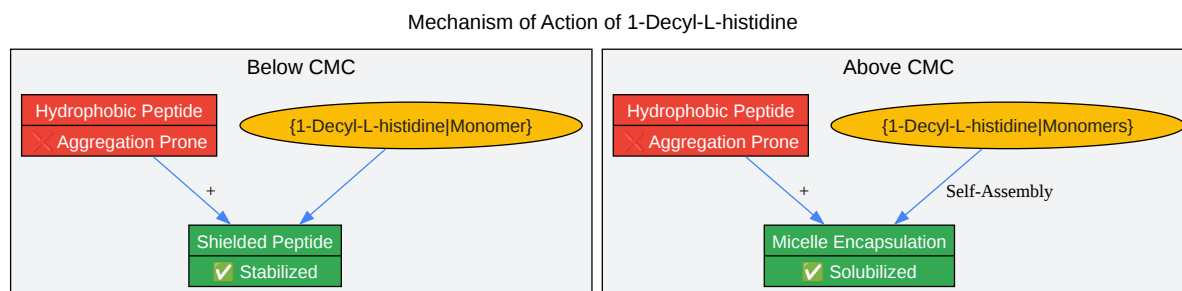 Mechanism of Action of 1-Decyl-L-histidine
Below CMC
Hydrophobic Peptide
❌ Aggregation Prone
{1-Decyl-L-histidine|Monomer}
+
Shielded Peptide
✅ Stabilized
Above CMC
Hydrophobic Peptide
❌ Aggregation Prone
{1-Decyl-L-histidine|Monomers}
+
Self-Assembly
Micelle Encapsulation
✅ Solubilized